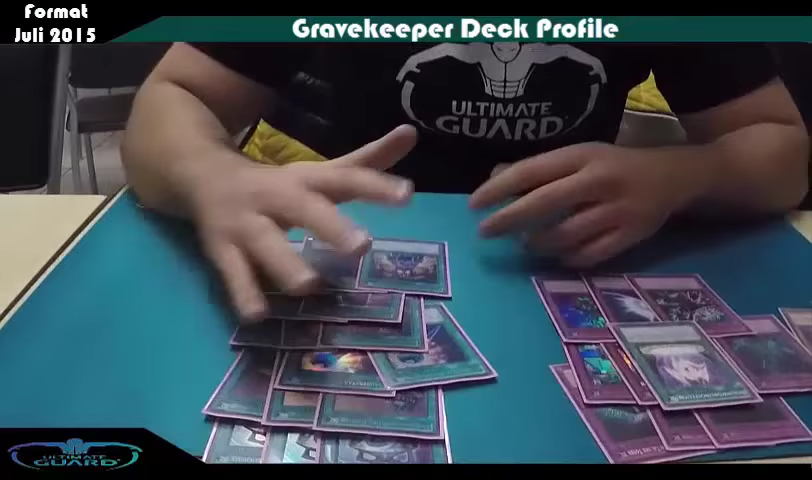 Format
Juli 2015
Gravekeeper Deck Profile
ULTIMATE
GUARD
ULTIMATE
GUARD